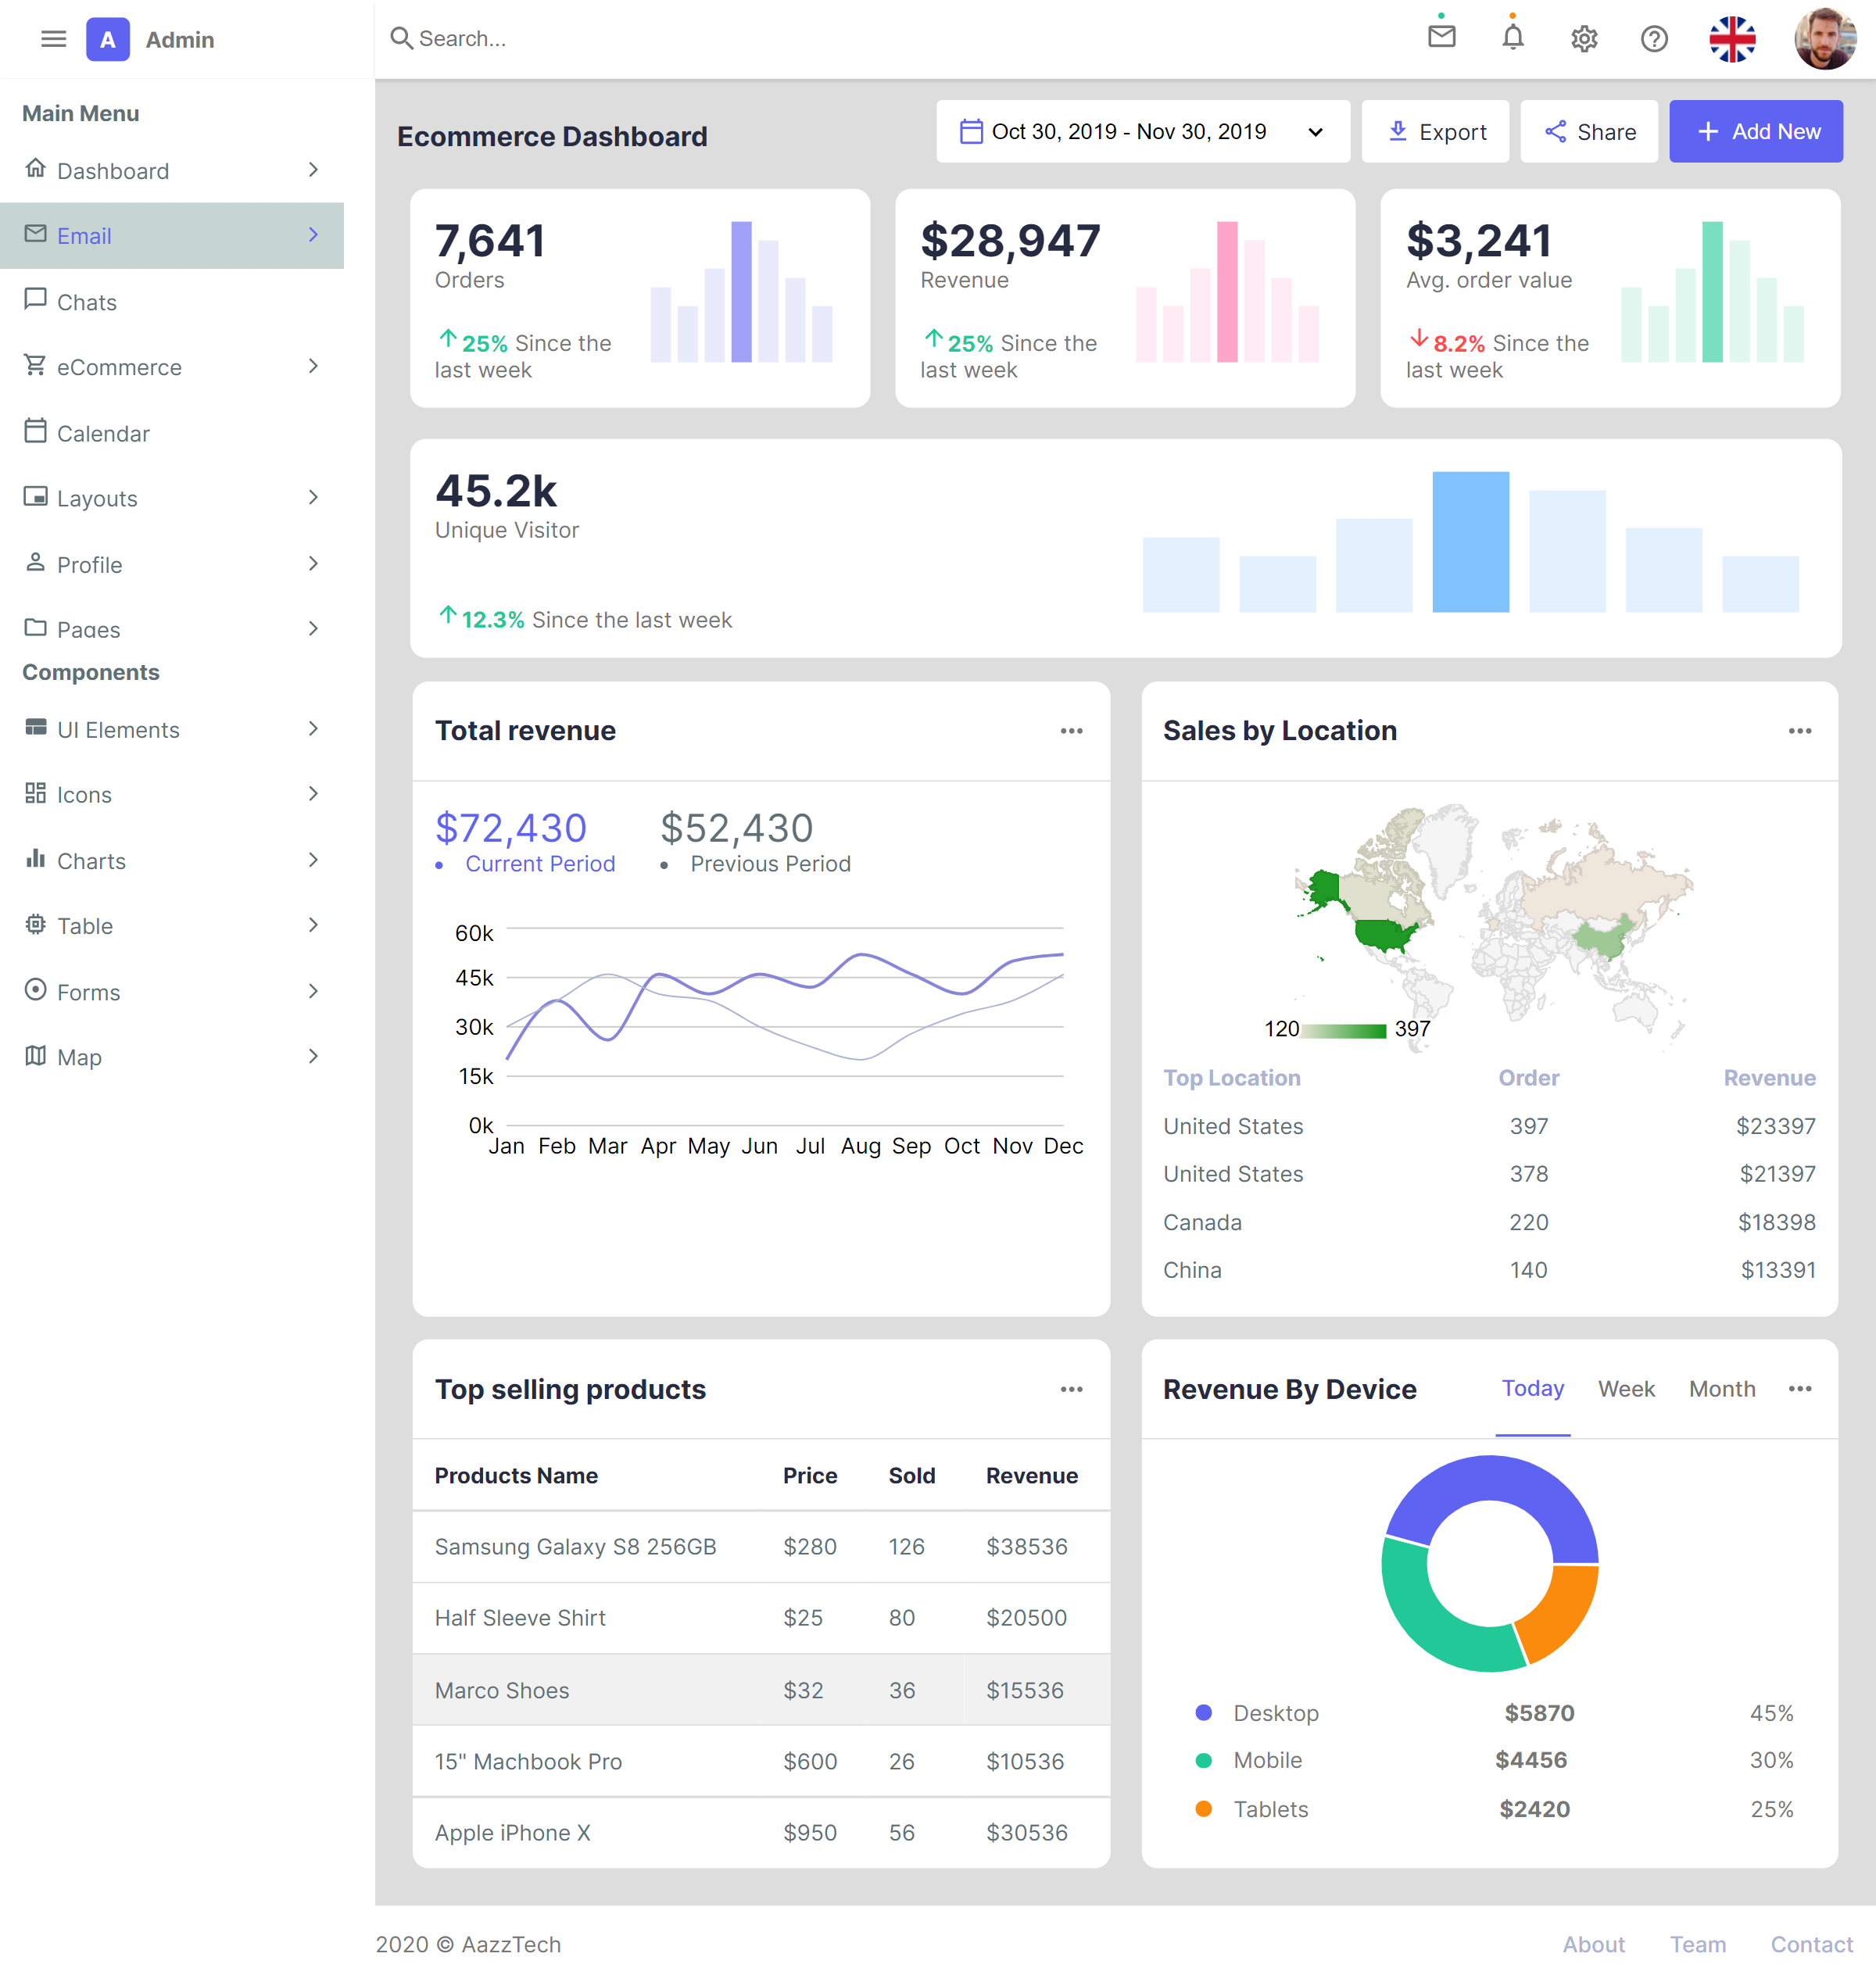 A Admin
Search...
Main Menu
Dashboard
Email
Chats
eCommerce
Calendar
Layouts
Profile
Pages
Components
UI Elements
Icons
Charts
Table
Forms
Map
Ecommerce Dashboard
Oct 30, 2019 - Nov 30, 2019
Export
Share
Add New
7,641
Orders
25% Since the
last week
$28,947
Revenue
25% Since the
last week
$3,241
Avg. order value
8.2% Since the
last week
45.2k
Unique Visitor
12.3% Since the last week
Total revenue
$72,430
Current Period
$52,430
Previous Period
60k
45k
30k
15k
0k
Jan Feb Mar Apr May Jun Jul Aug Sep Oct Nov Dec
Sales by Location
120 397
Top Location Order Revenue
United States 397 $23397
United States 378 $21397
Canada 220 $18398
China 140 $13391
Top selling products
Products Name Price Sold Revenue
Samsung Galaxy S8 256GB $280 126 $38536
Half Sleeve Shirt $25 80 $20500
Marco Shoes $32 36 $15536
15" Machbook Pro $600 26 $10536
Apple iPhone X $950 56 $30536
Revenue By Device
Today Week Month
Desktop $5870 45%
Mobile $4456 30%
Tablets $2420 25%
2020 © AazzTech
About Team Contact